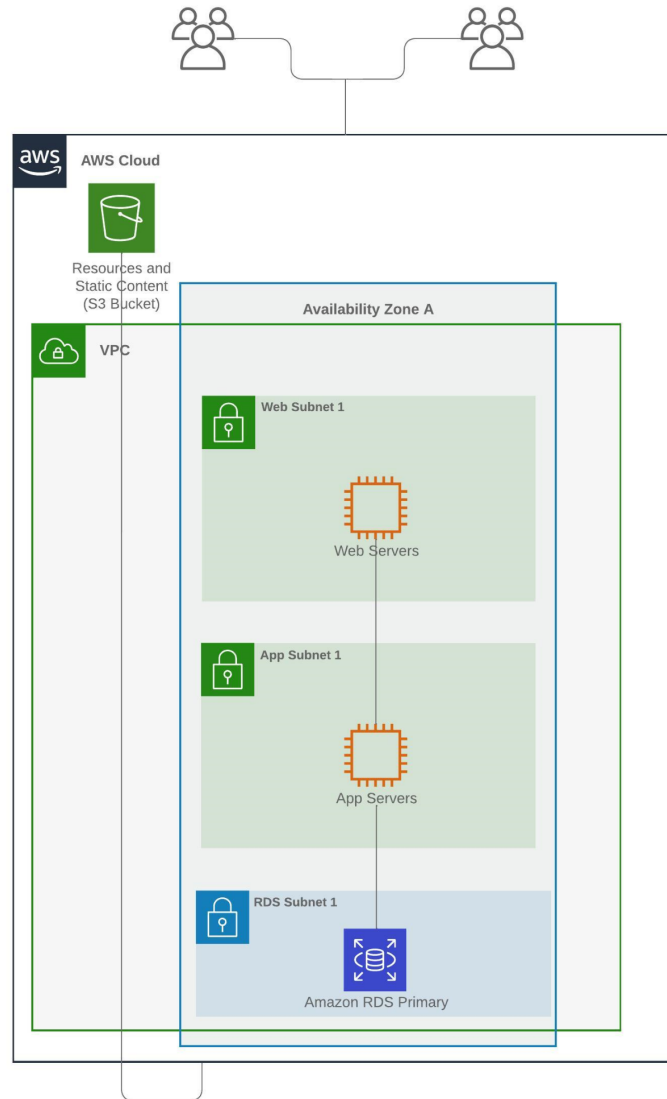 aws
AWS Cloud
Resources and
Static Content
(S3 Bucket)
Availability Zone A
VPC
Web Subnet 1
Web Servers
App Subnet 1
App Servers
RDS Subnet 1
Amazon RDS Primary